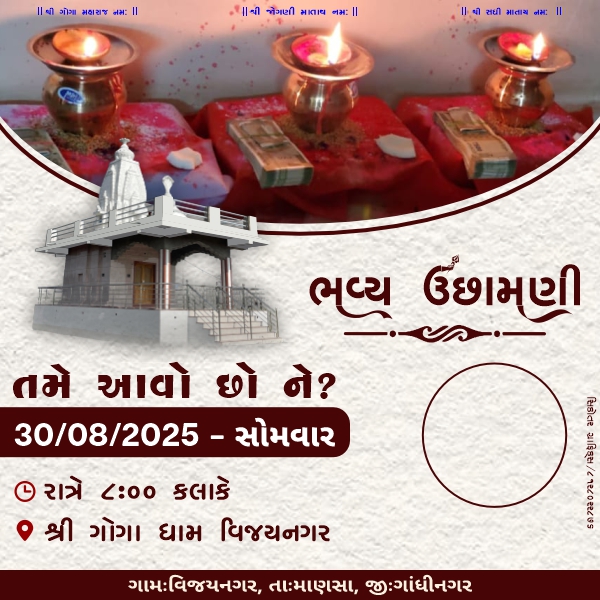 || શ્રી ગોગા મહારાજ નમ: ||
|| શ્રી જોગણી માતાય નમ: ||
|| શ્રી સધી માતાય નમ: ||
ભવ્ય ઉછામણી
તમે આવો છો ને?
30/08/2025 – સોમવાર
રાત્રે ૮:૦૦ કલાકે
શ્રી ગોગા ધામ વિજયનગર
ગામ:વિજયનગર, તા:માણસા, જી:ગાંધીનગર